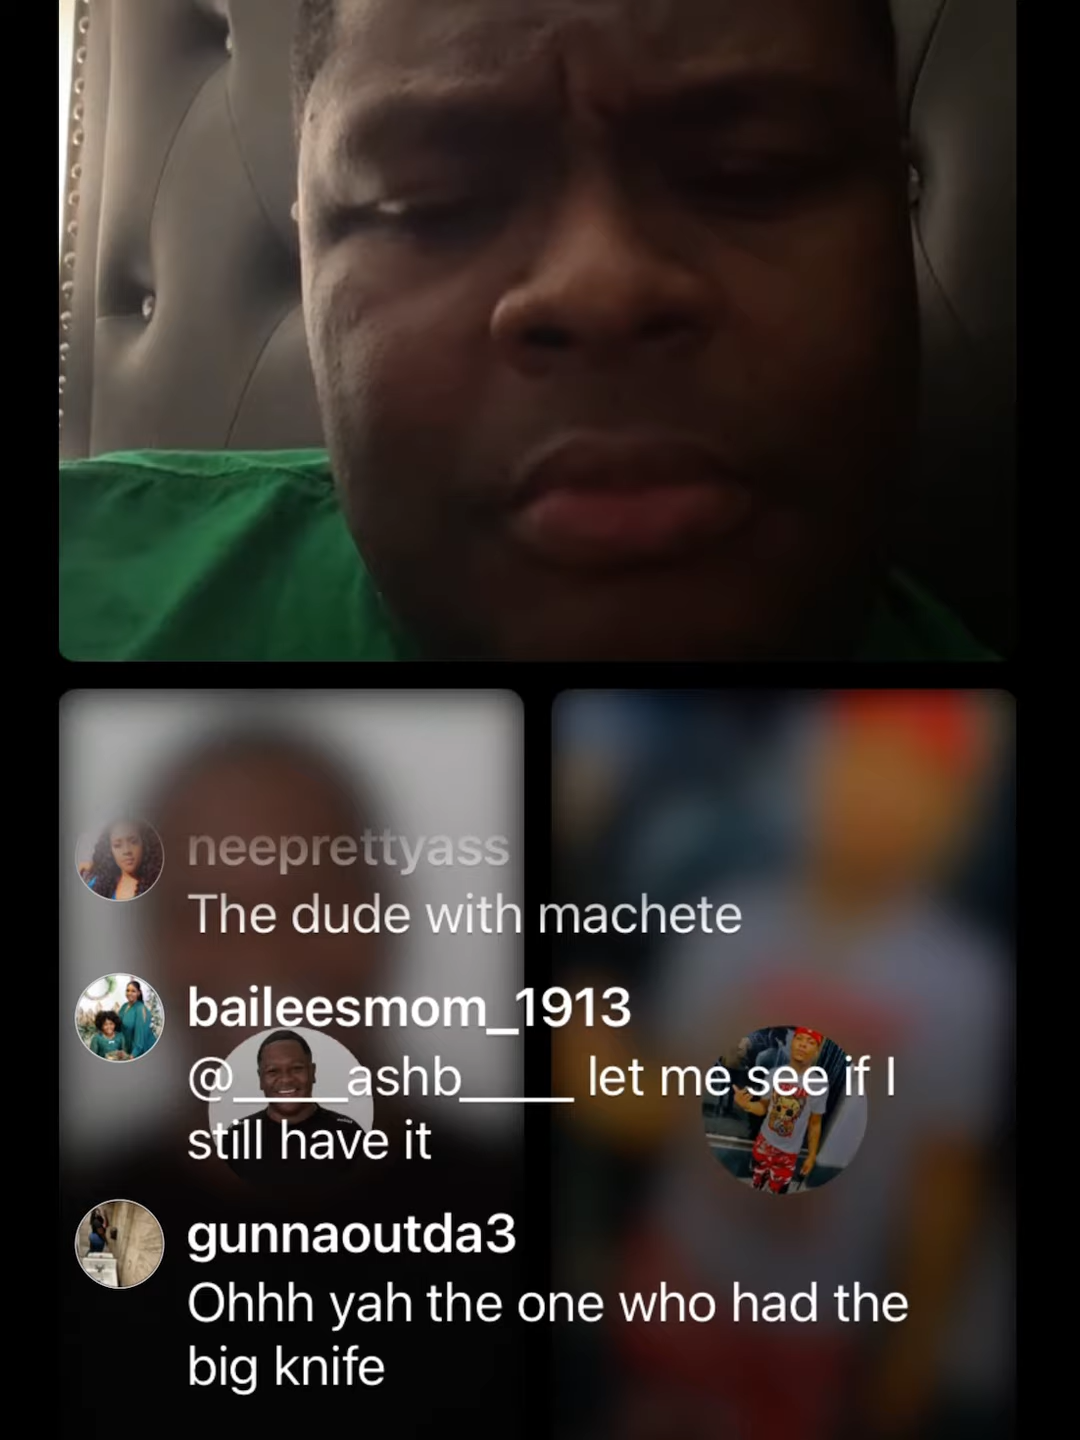 neeprettyass
The dude with machete
baileesmom_1913
@____ashb____ let me see if I
still have it
gunnaoutda3
Ohhh yah the one who had the
big knife